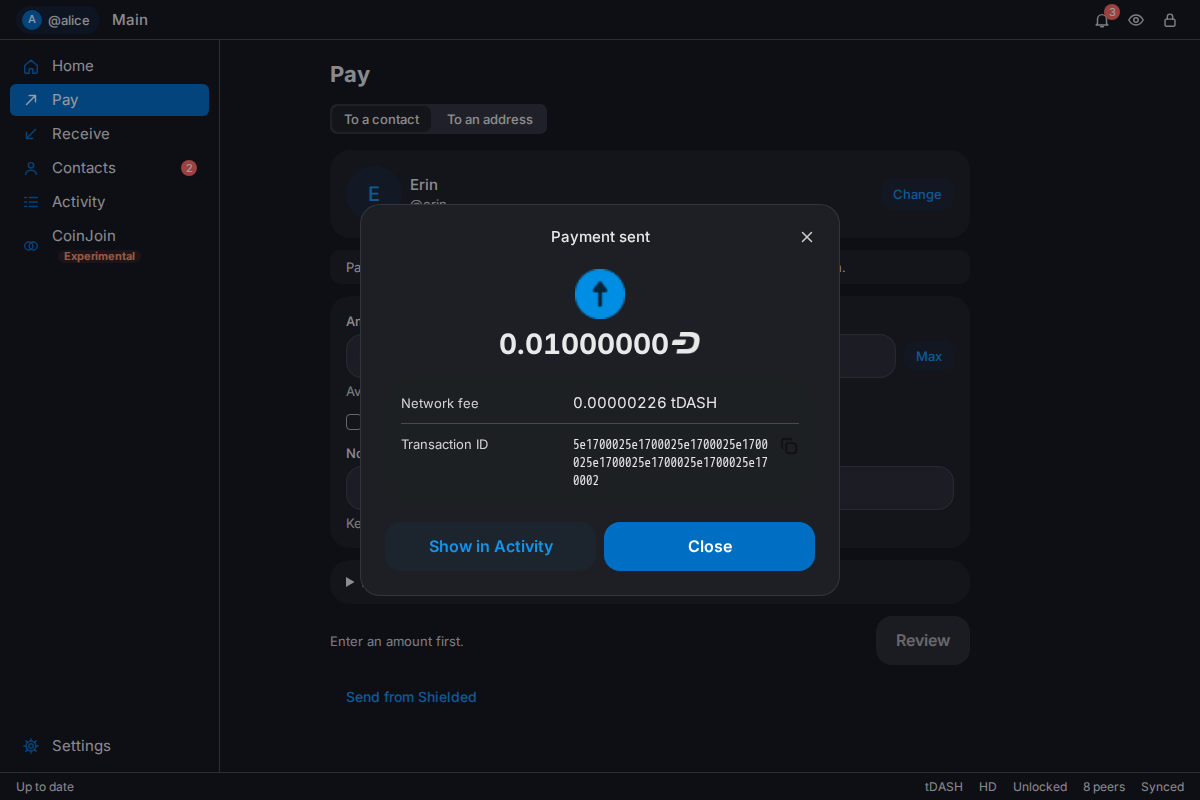 A @alice Main
3
Home
Pay
Receive
Contacts 2
Activity
CoinJoin
Experimental
Settings
Pay
To a contact To an address
E Erin
@erin
Change
Payment sent
0.01000000
Network fee 0.00000226 tDASH
Transaction ID 5e1700025e1700025e1700025e1700
025e1700025e1700025e1700025e17
0002
Show in Activity Close
Max
Enter an amount first. Review
Send from Shielded
Up to date tDASH HD Unlocked 8 peers Synced